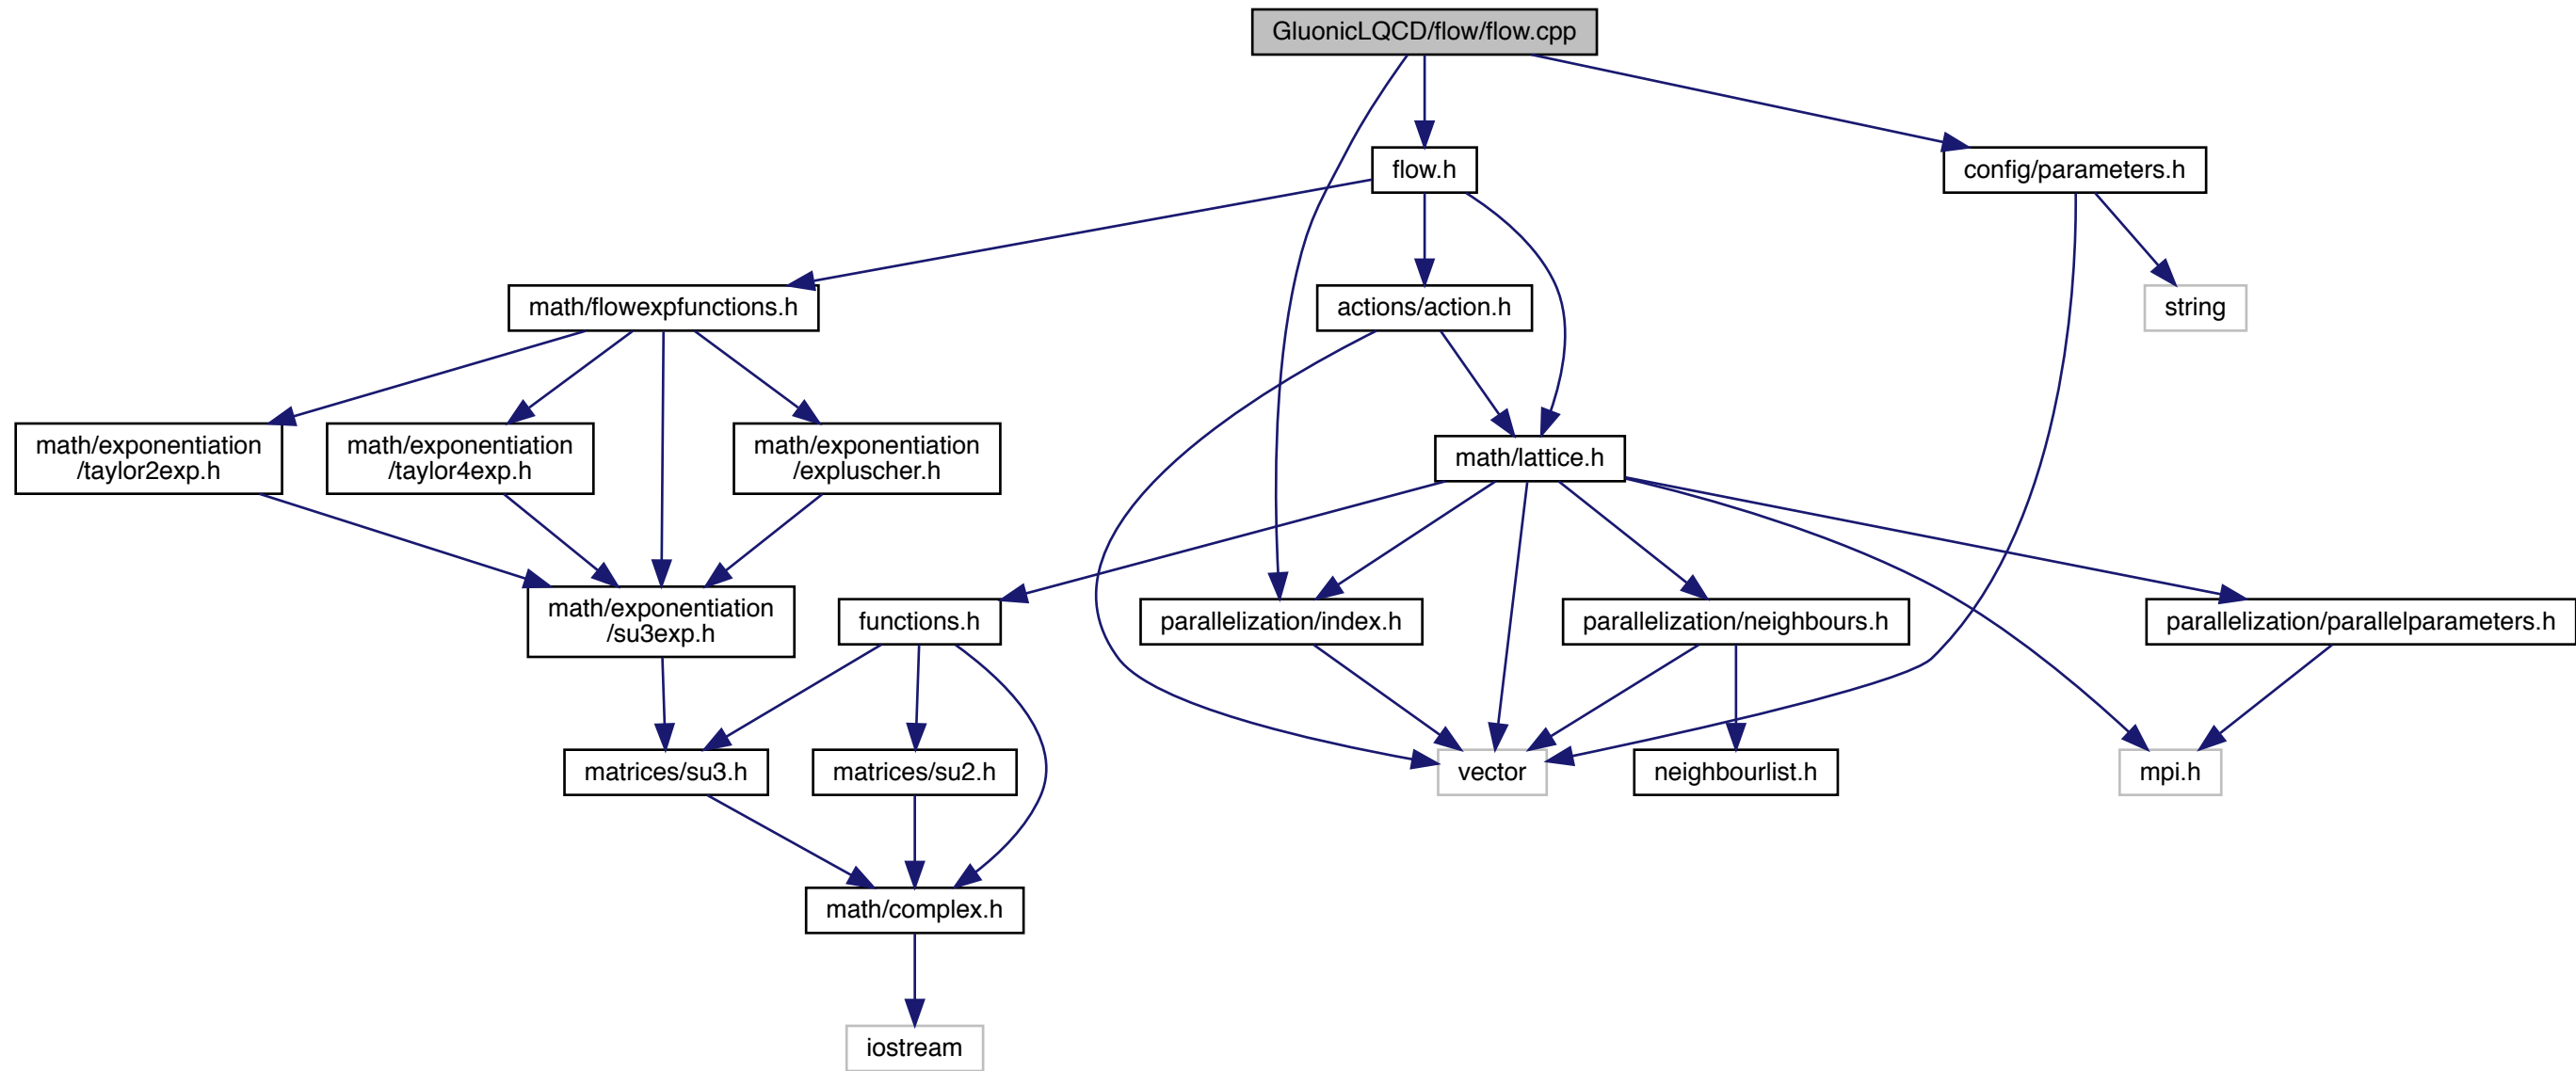 GluonicLQCD/flow/flow.cpp
flow.h
config/parameters.h
math/flowexpfunctions.h
actions/action.h
string
math/exponentiation
/taylor2exp.h
math/exponentiation
/taylor4exp.h
math/exponentiation
/expluscher.h
math/lattice.h
math/exponentiation
/su3exp.h
functions.h
parallelization/index.h
parallelization/neighbours.h
parallelization/parallelparameters.h
matrices/su3.h
matrices/su2.h
vector
neighbourlist.h
mpi.h
math/complex.h
iostream